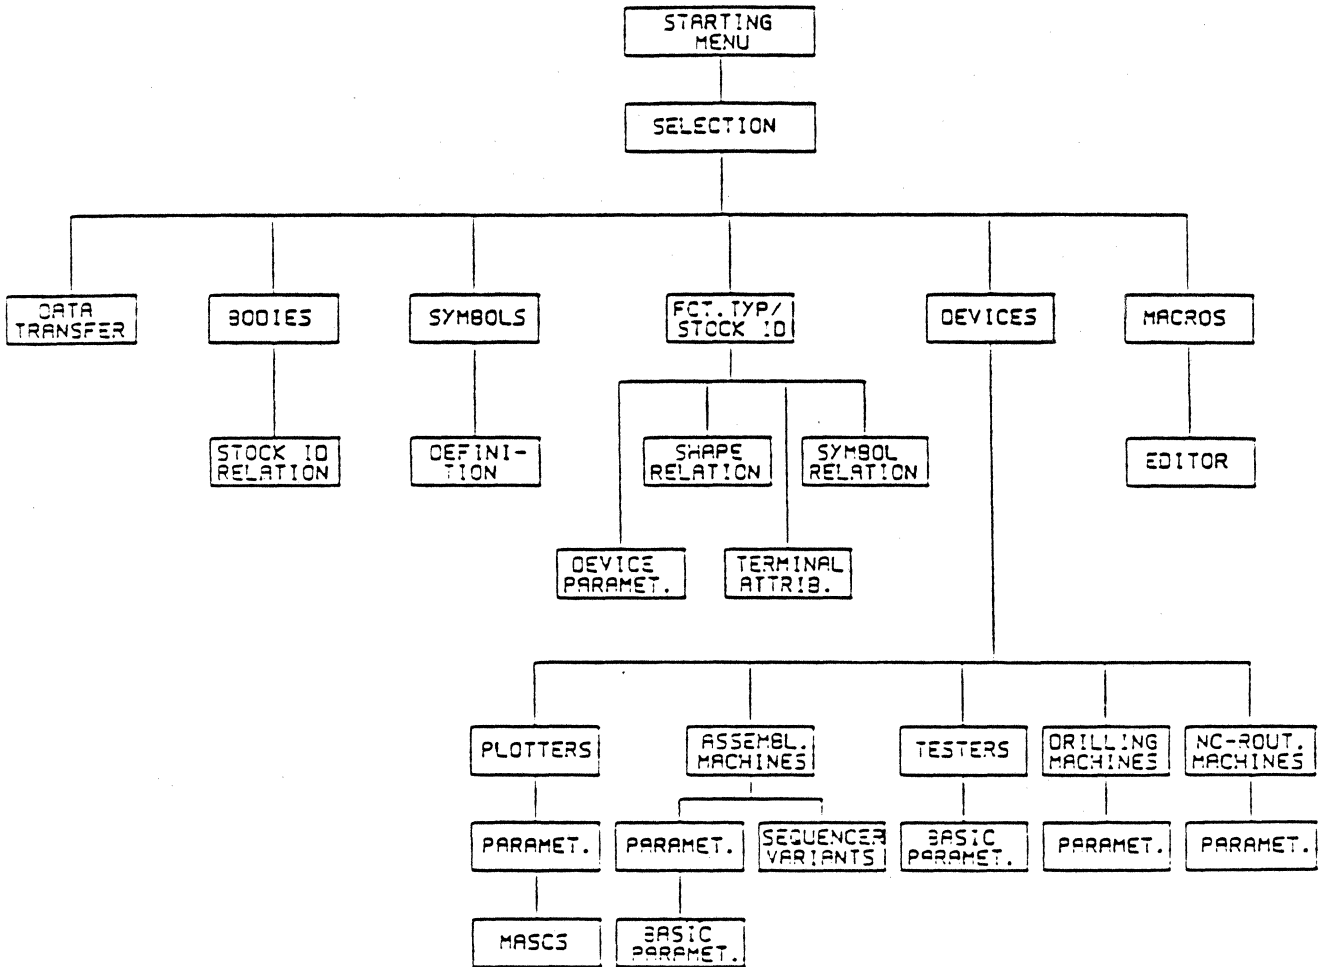 STARTING
MENU
SELECTION
DATA
TRANSFER
BODIES
SYMBOLS
FCT.TYP/
STOCK ID
DEVICES
MACROS
STOCK ID
RELATION
DEFINI-
TION
SHAPE
RELATION
SYMBOL
RELATION
EDITOR
DEVICE
PARAMET.
TERMINAL
ATTRIB.
PLOTTERS
ASSEMBL.
MACHINES
TESTERS
DRILLING
MACHINES
NC-ROUT.
MACHINES
PARAMET.
PARAMET.
SEQUENCER
VARIANTS
BASIC
PARAMET.
PARAMET.
PARAMET.
MASCS
BASIC
PARAMET.